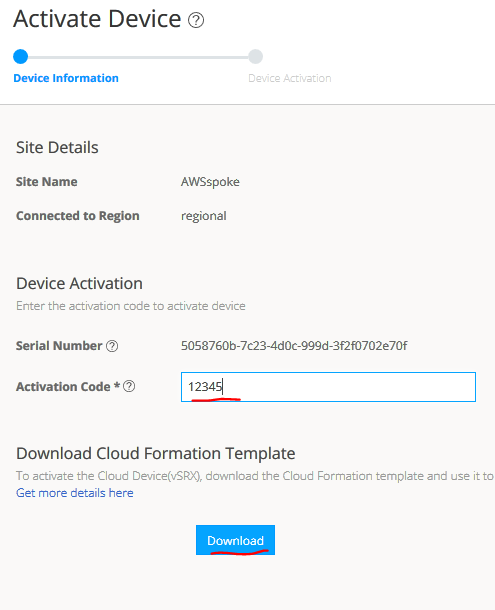 Activate Device ?
Device Information
Device Activation
Site Details
Site Name AWSspoke
Connected to Region regional
Device Activation
Enter the activation code to activate device
Serial Number ? 5058760b-7c23-4d0c-999d-3f2f0702e70f
Activation Code * ? 12345
Download Cloud Formation Template
To activate the Cloud Device(vSRX), download the Cloud Formation template and use it to
Get more details here
Download